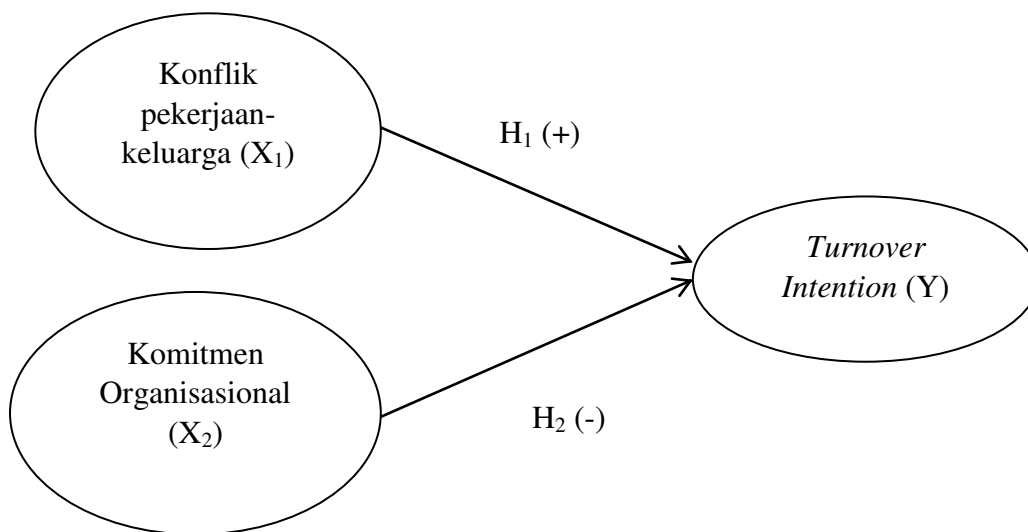 Konflik
pekerjaan-
keluarga (X₁)
H₁ (+)
Turnover
Intention (Y)
Komitmen
Organisasional
(X₂)
H₂ (-)